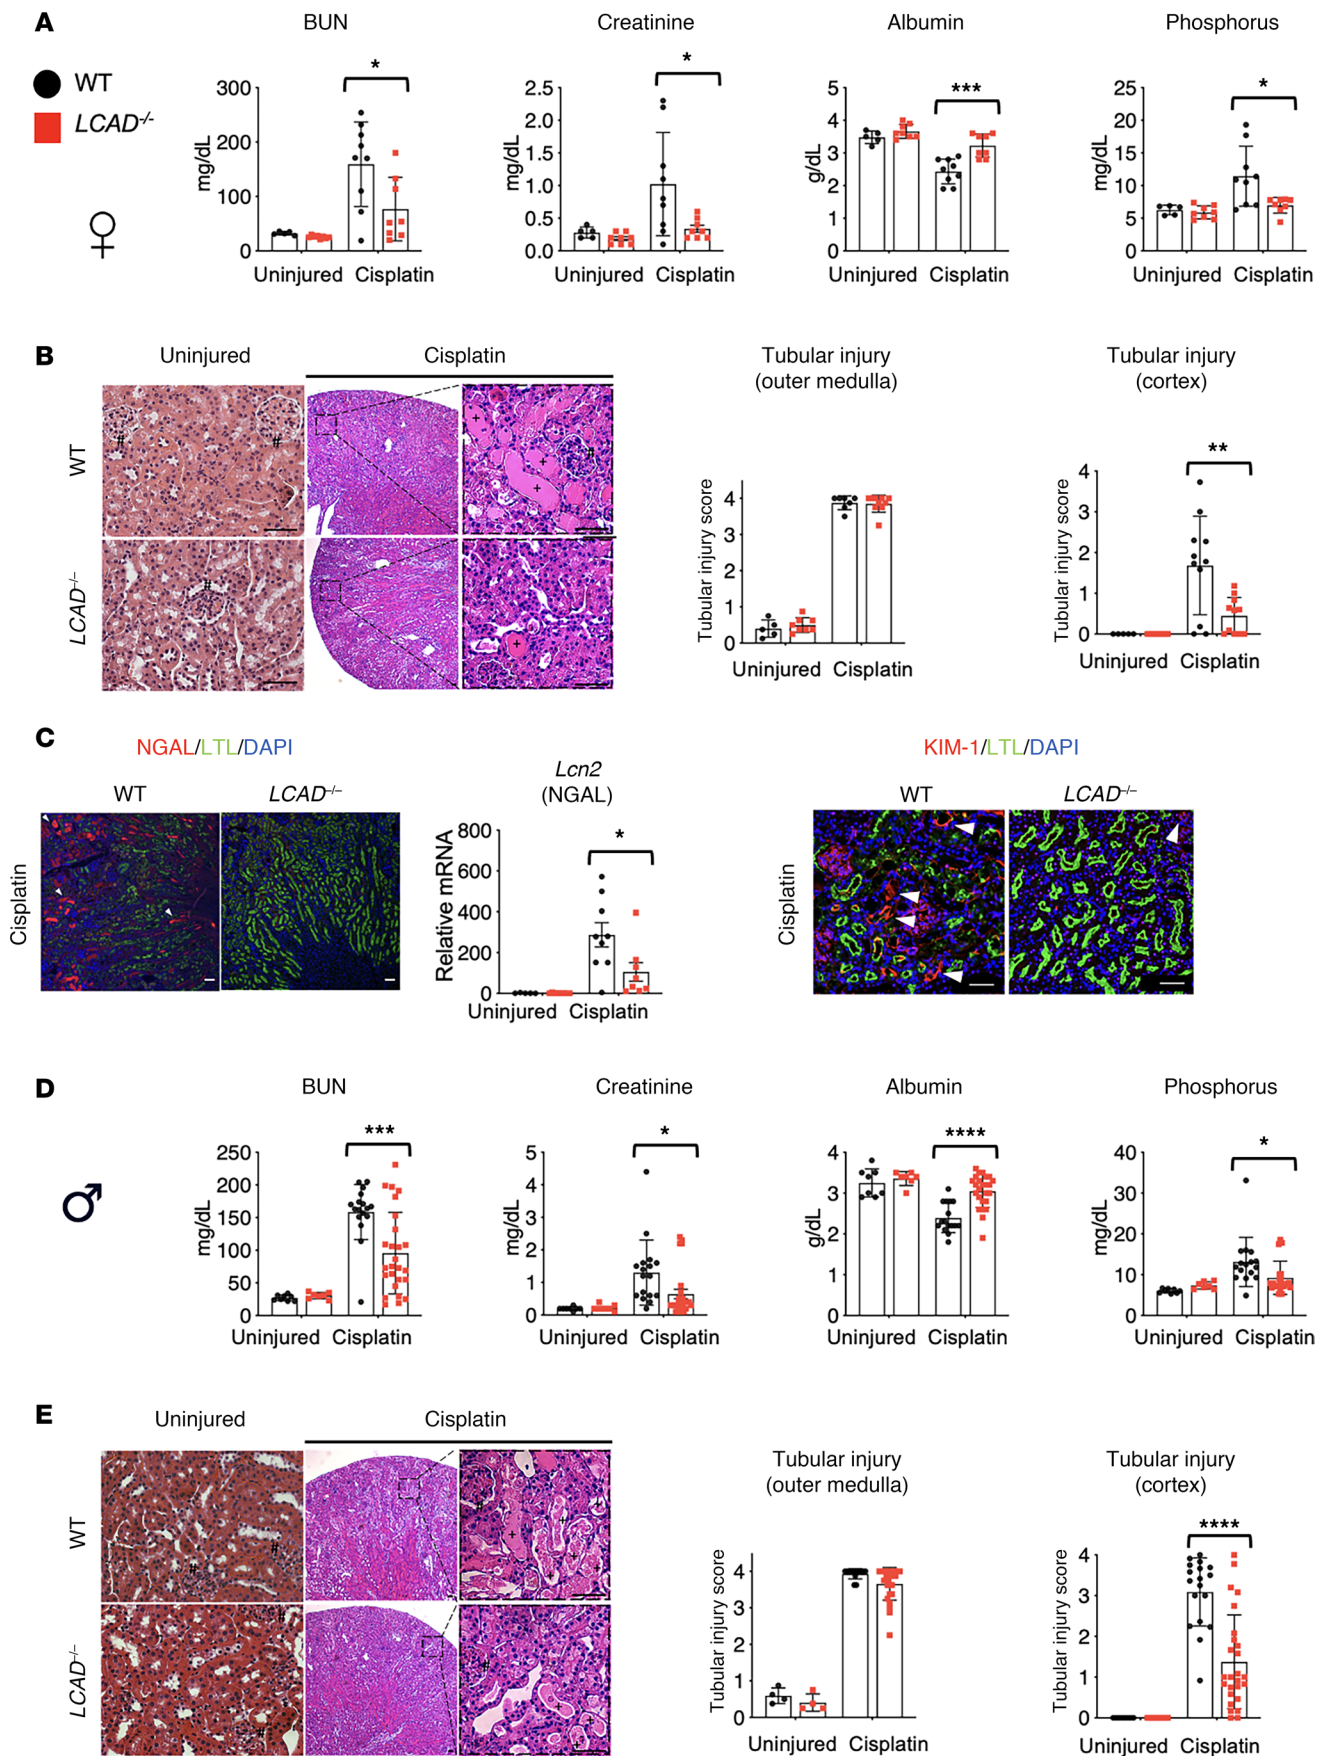 A
BUN
Creatinine
Albumin
Phosphorus
WT
LCAD-/-
♀
*
*
***
*
mg/dL
300
200
100
0
Uninjured Cisplatin
mg/dL
2.5
2.0
1.5
1.0
0.5
0.0
Uninjured Cisplatin
g/dL
5
4
3
2
1
0
Uninjured Cisplatin
mg/dL
25
20
15
10
5
0
Uninjured Cisplatin
B
Uninjured
Cisplatin
WT
LCAD–/–
#
#
+
+
+
#
#
+
Tubular injury
(outer medulla)
Tubular injury score
4
3
2
1
0
Uninjured Cisplatin
Tubular injury
(cortex)
**
Tubular injury score
4
3
2
1
0
Uninjured Cisplatin
C
NGAL/LTL/DAPI
WT
LCAD–/–
Cisplatin
Lcn2
(NGAL)
*
Relative mRNA
800
600
400
200
0
Uninjured Cisplatin
KIM-1/LTL/DAPI
WT
LCAD–/–
Cisplatin
D
BUN
Creatinine
Albumin
Phosphorus
♂
***
*
****
*
mg/dL
250
200
150
100
50
0
Uninjured Cisplatin
mg/dL
5
4
3
2
1
0
Uninjured Cisplatin
g/dL
4
3
2
1
0
Uninjured Cisplatin
mg/dL
40
30
20
10
0
Uninjured Cisplatin
E
Uninjured
Cisplatin
WT
LCAD–/–
#
#
#
+
+
+
+
+
#
#
#
+
+
+
Tubular injury
(outer medulla)
Tubular injury score
4
3
2
1
0
Uninjured Cisplatin
Tubular injury
(cortex)
****
Tubular injury score
4
3
2
1
0
Uninjured Cisplatin